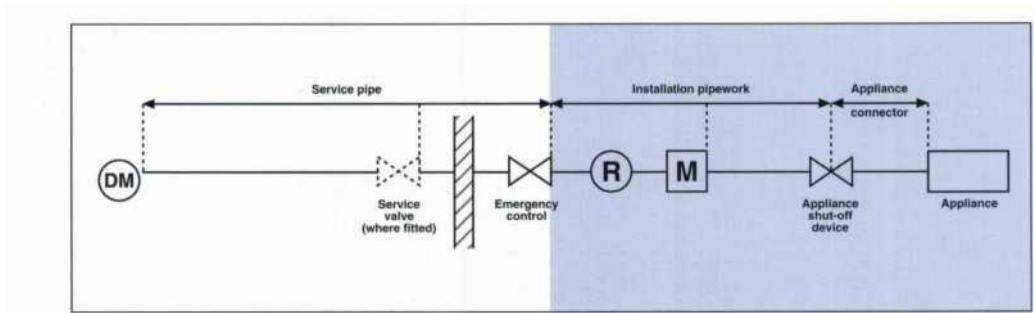 Service pipe
Installation pipework
Appliance
connector
DM
R
M
Service
valve
(where fitted)
Emergency
control
Appliance
shut-off
device
Appliance